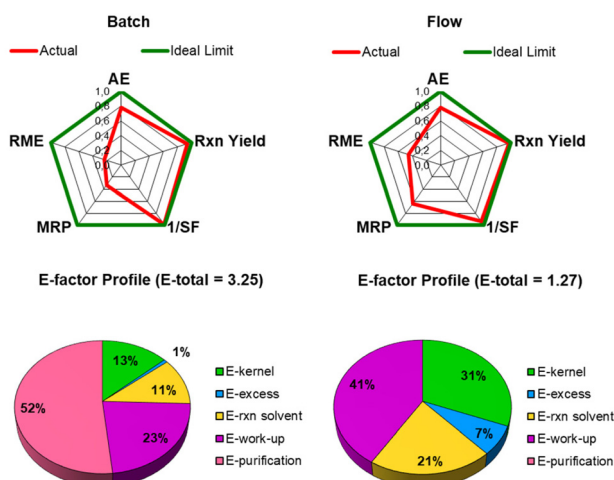 Batch
Actual
Ideal Limit
AE
1,0
0,8
0,6
0,4
0,2
0,0
RME
Rxn Yield
MRP
1/SF
Flow
Actual
Ideal Limit
AE
1,0
0,8
0,6
0,4
0,2
0,0
RME
Rxn Yield
MRP
1/SF
E-factor Profile (E-total = 3.25)
13%
1%
11%
23%
52%
E-kernel
E-excess
E-rxn solvent
E-work-up
E-purification
E-factor Profile (E-total = 1.27)
31%
7%
21%
41%
E-kernel
E-excess
E-rxn solvent
E-work-up
E-purification